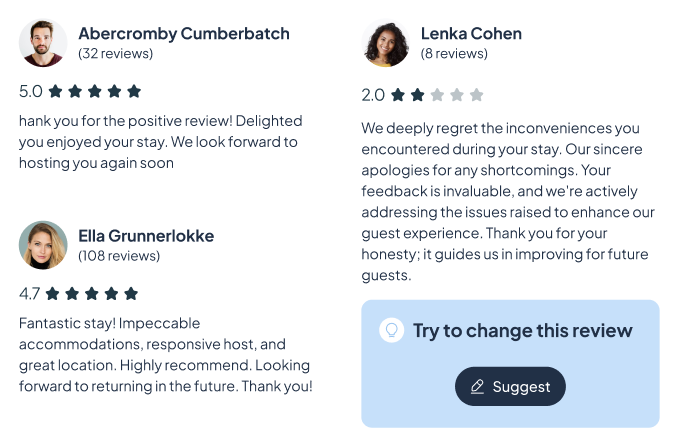 Abercromby Cumberbatch
(32 reviews)
5.0
hank you for the positive review! Delighted
you enjoyed your stay. We look forward to
hosting you again soon
Ella Grunnerlokke
(108 reviews)
4.7
Fantastic stay! Impeccable
accommodations, responsive host, and
great location. Highly recommend. Looking
forward to returning in the future. Thank you!
Lenka Cohen
(8 reviews)
2.0
We deeply regret the inconveniences you
encountered during your stay. Our sincere
apologies for any shortcomings. Your
feedback is invaluable, and we're actively
addressing the issues raised to enhance our
guest experience. Thank you for your
honesty; it guides us in improving for future
guests.
Try to change this review
Suggest